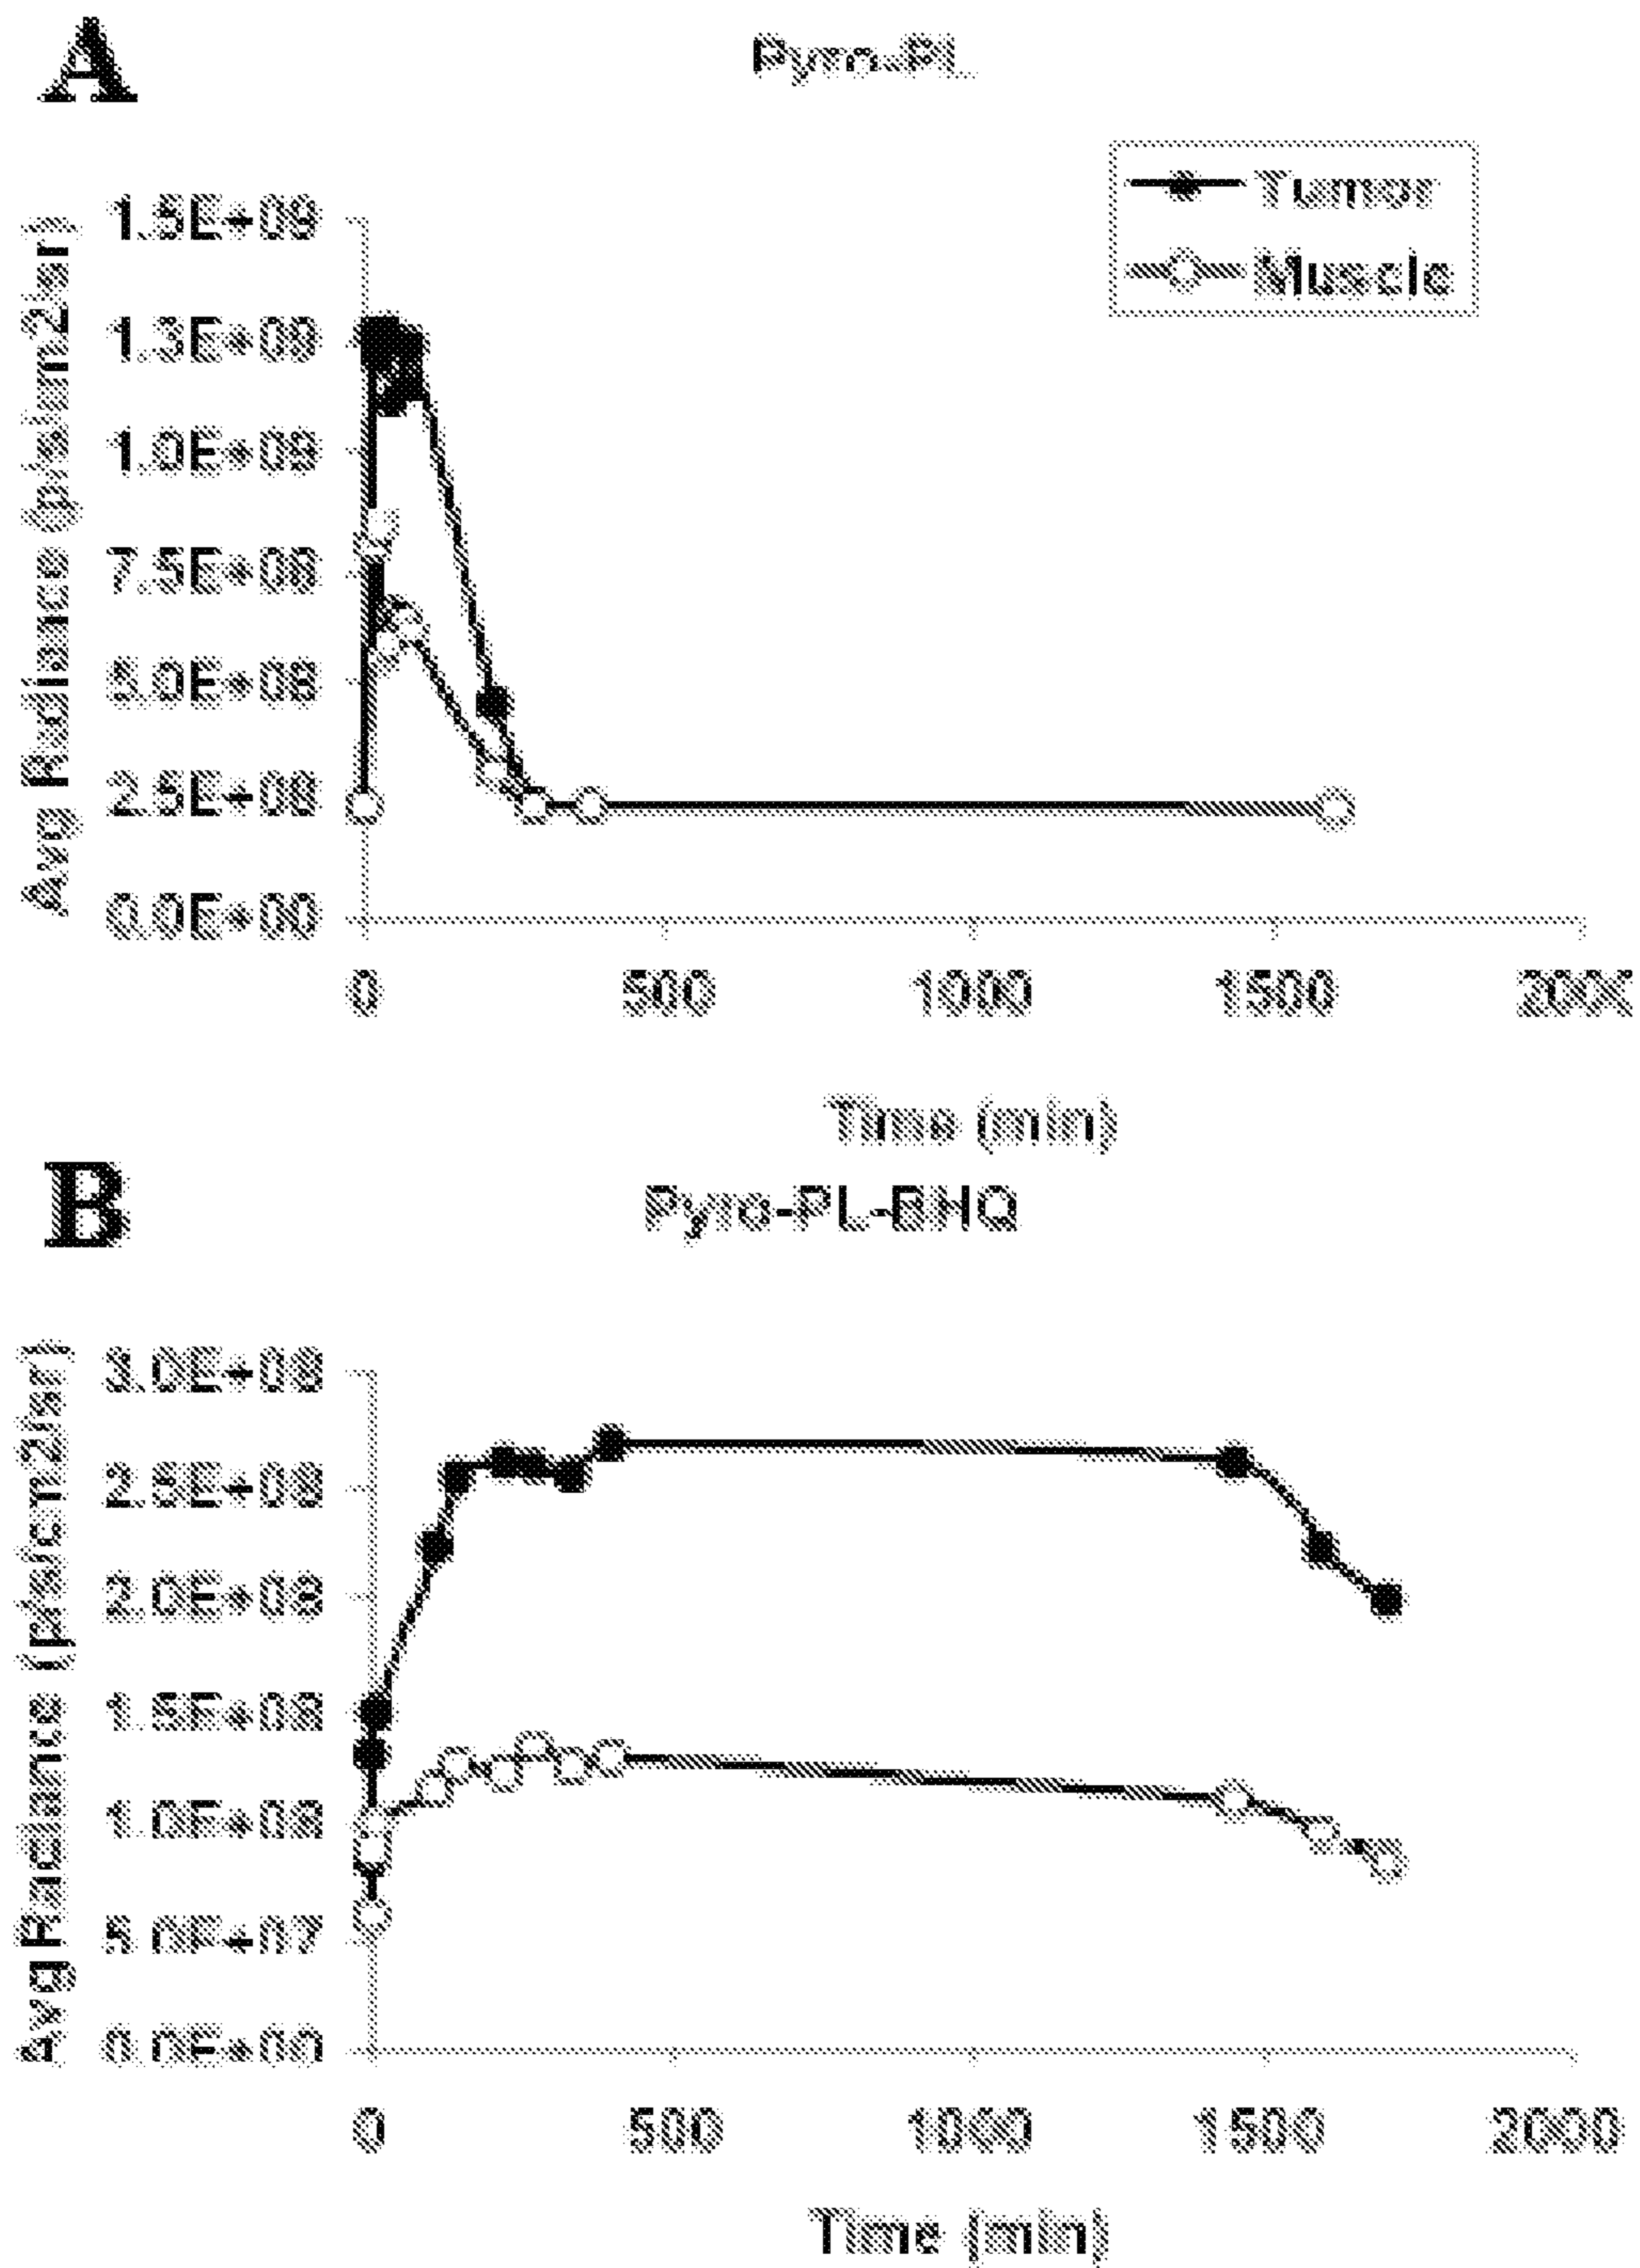 A
Pyro-PL
Tumor
Muscle
Avg Radiance (p/s/m2/sr)
1.5E+09
1.3E+09
1.0E+09
7.5E+08
5.0E+08
2.5E+08
0.0E+00
0
500
1000
1500
2000
Time (min)
B
Pyro-PL-BHQ
Avg Radiance (p/s/cm2/sr)
3.0E+08
2.5E+08
2.0E+08
1.5E+08
1.0E+08
5.0E+07
0.0E+00
0
500
1000
1500
2000
Time (min)